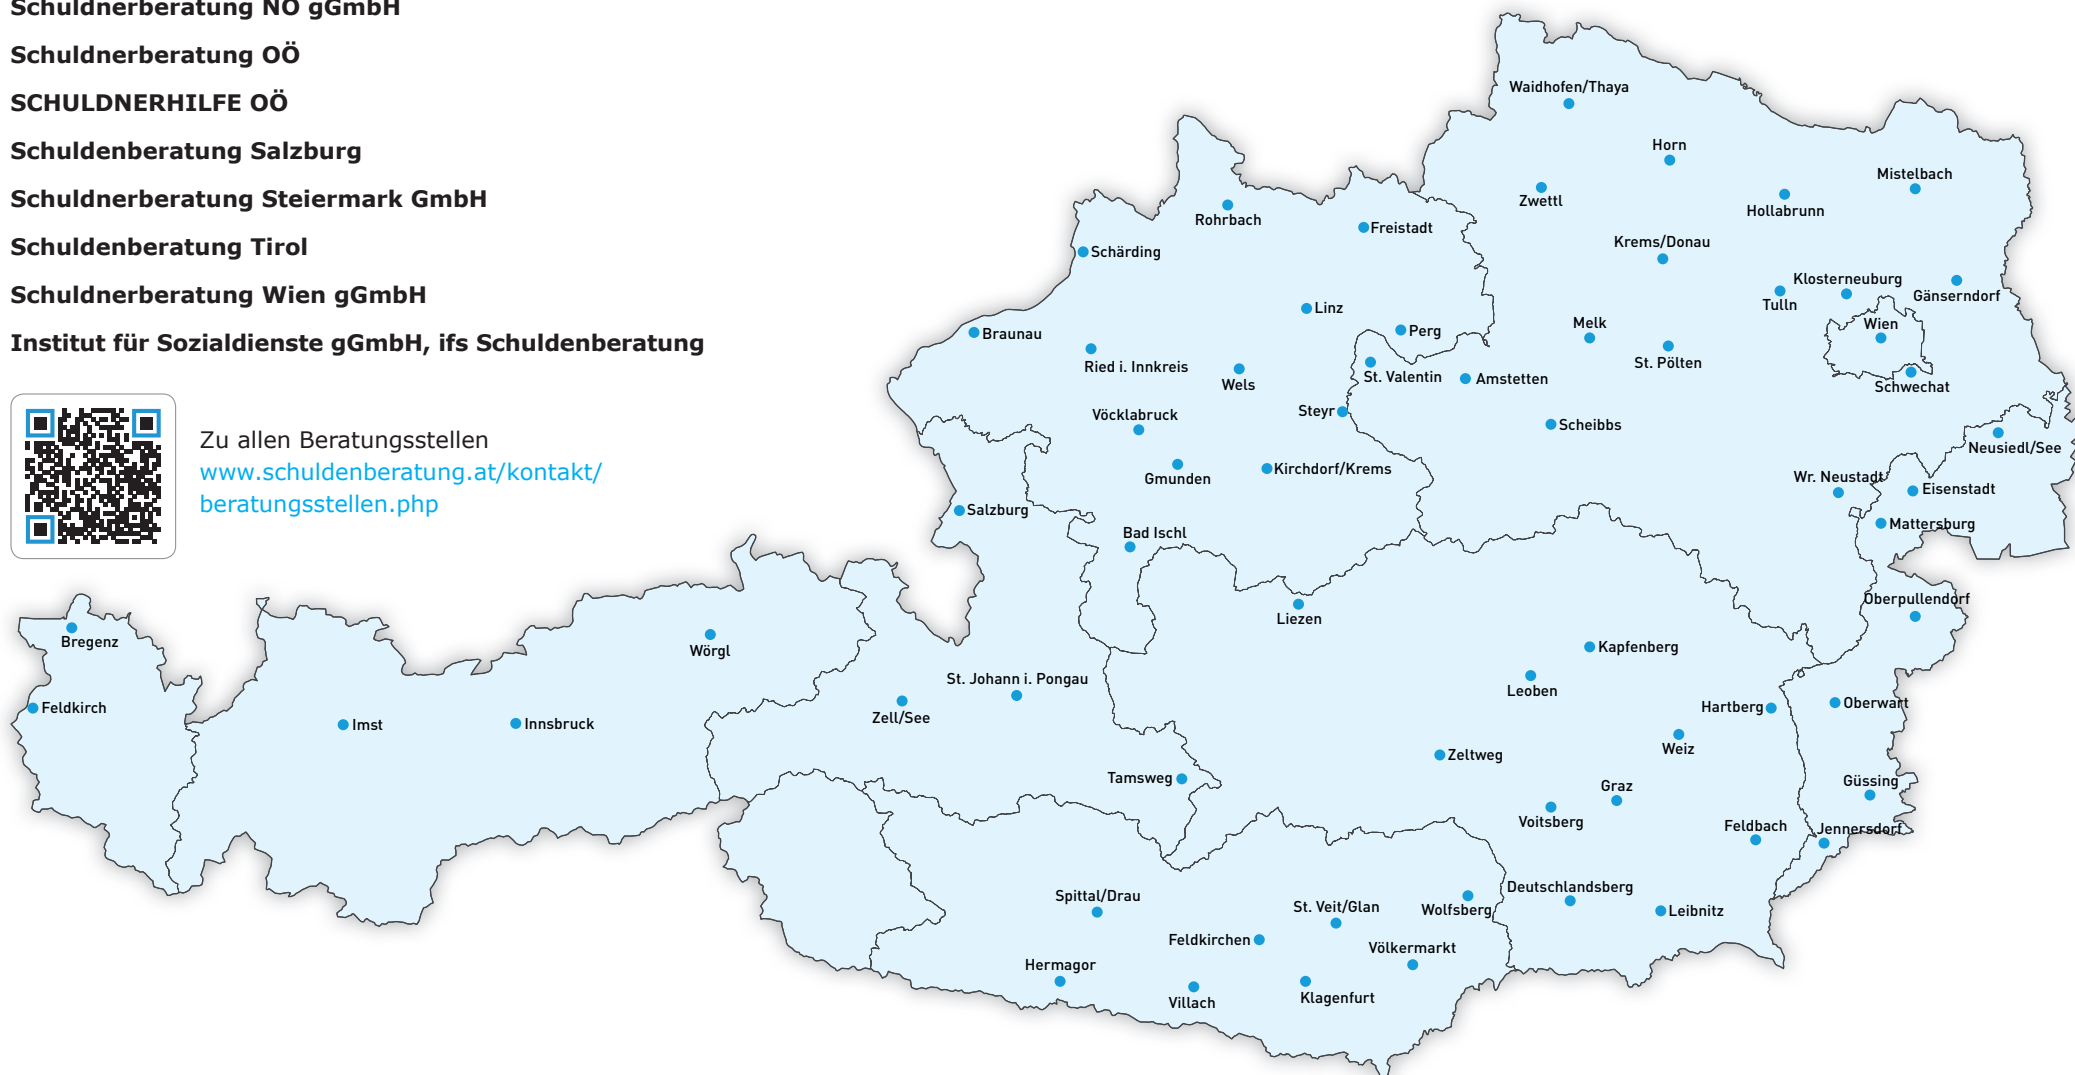 Schuldnerberatung NÖ gGmbH
Schuldnerberatung OÖ
SCHULDNERHILFE OÖ
Schuldenberatung Salzburg
Schuldnerberatung Steiermark GmbH
Schuldenberatung Tirol
Schuldnerberatung Wien gGmbH
Institut für Sozialdienste gGmbH, ifs Schuldenberatung
Zu allen Beratungsstellen
www.schuldenberatung.at/kontakt/
beratungsstellen.php
Waidhofen/Thaya
Horn
Mistelbach
Zwettl
Hollabrunn
Rohrbach
Freistadt
Krems/Donau
Schärding
Klosterneuburg
Gänserndorf
Tulln
Linz
Melk
Wien
Perg
Braunau
St. Pölten
Ried i. Innkreis
St. Valentin
Amstetten
Wels
Schwechat
Steyr
Vöcklabruck
Scheibbs
Neusiedl/See
Kirchdorf/Krems
Gmunden
Wr. Neustadt
Eisenstadt
Salzburg
Mattersburg
Bad Ischl
Oberpullendorf
Liezen
Bregenz
Wörgl
Kapfenberg
St. Johann i. Pongau
Leoben
Feldkirch
Zell/See
Hartberg
Oberwart
Imst
Innsbruck
Weiz
Zeltweg
Tamsweg
Güssing
Graz
Voitsberg
Feldbach
Jennersdorf
Deutschlandsberg
Spittal/Drau
St. Veit/Glan
Wolfsberg
Leibnitz
Feldkirchen
Völkermarkt
Hermagor
Klagenfurt
Villach